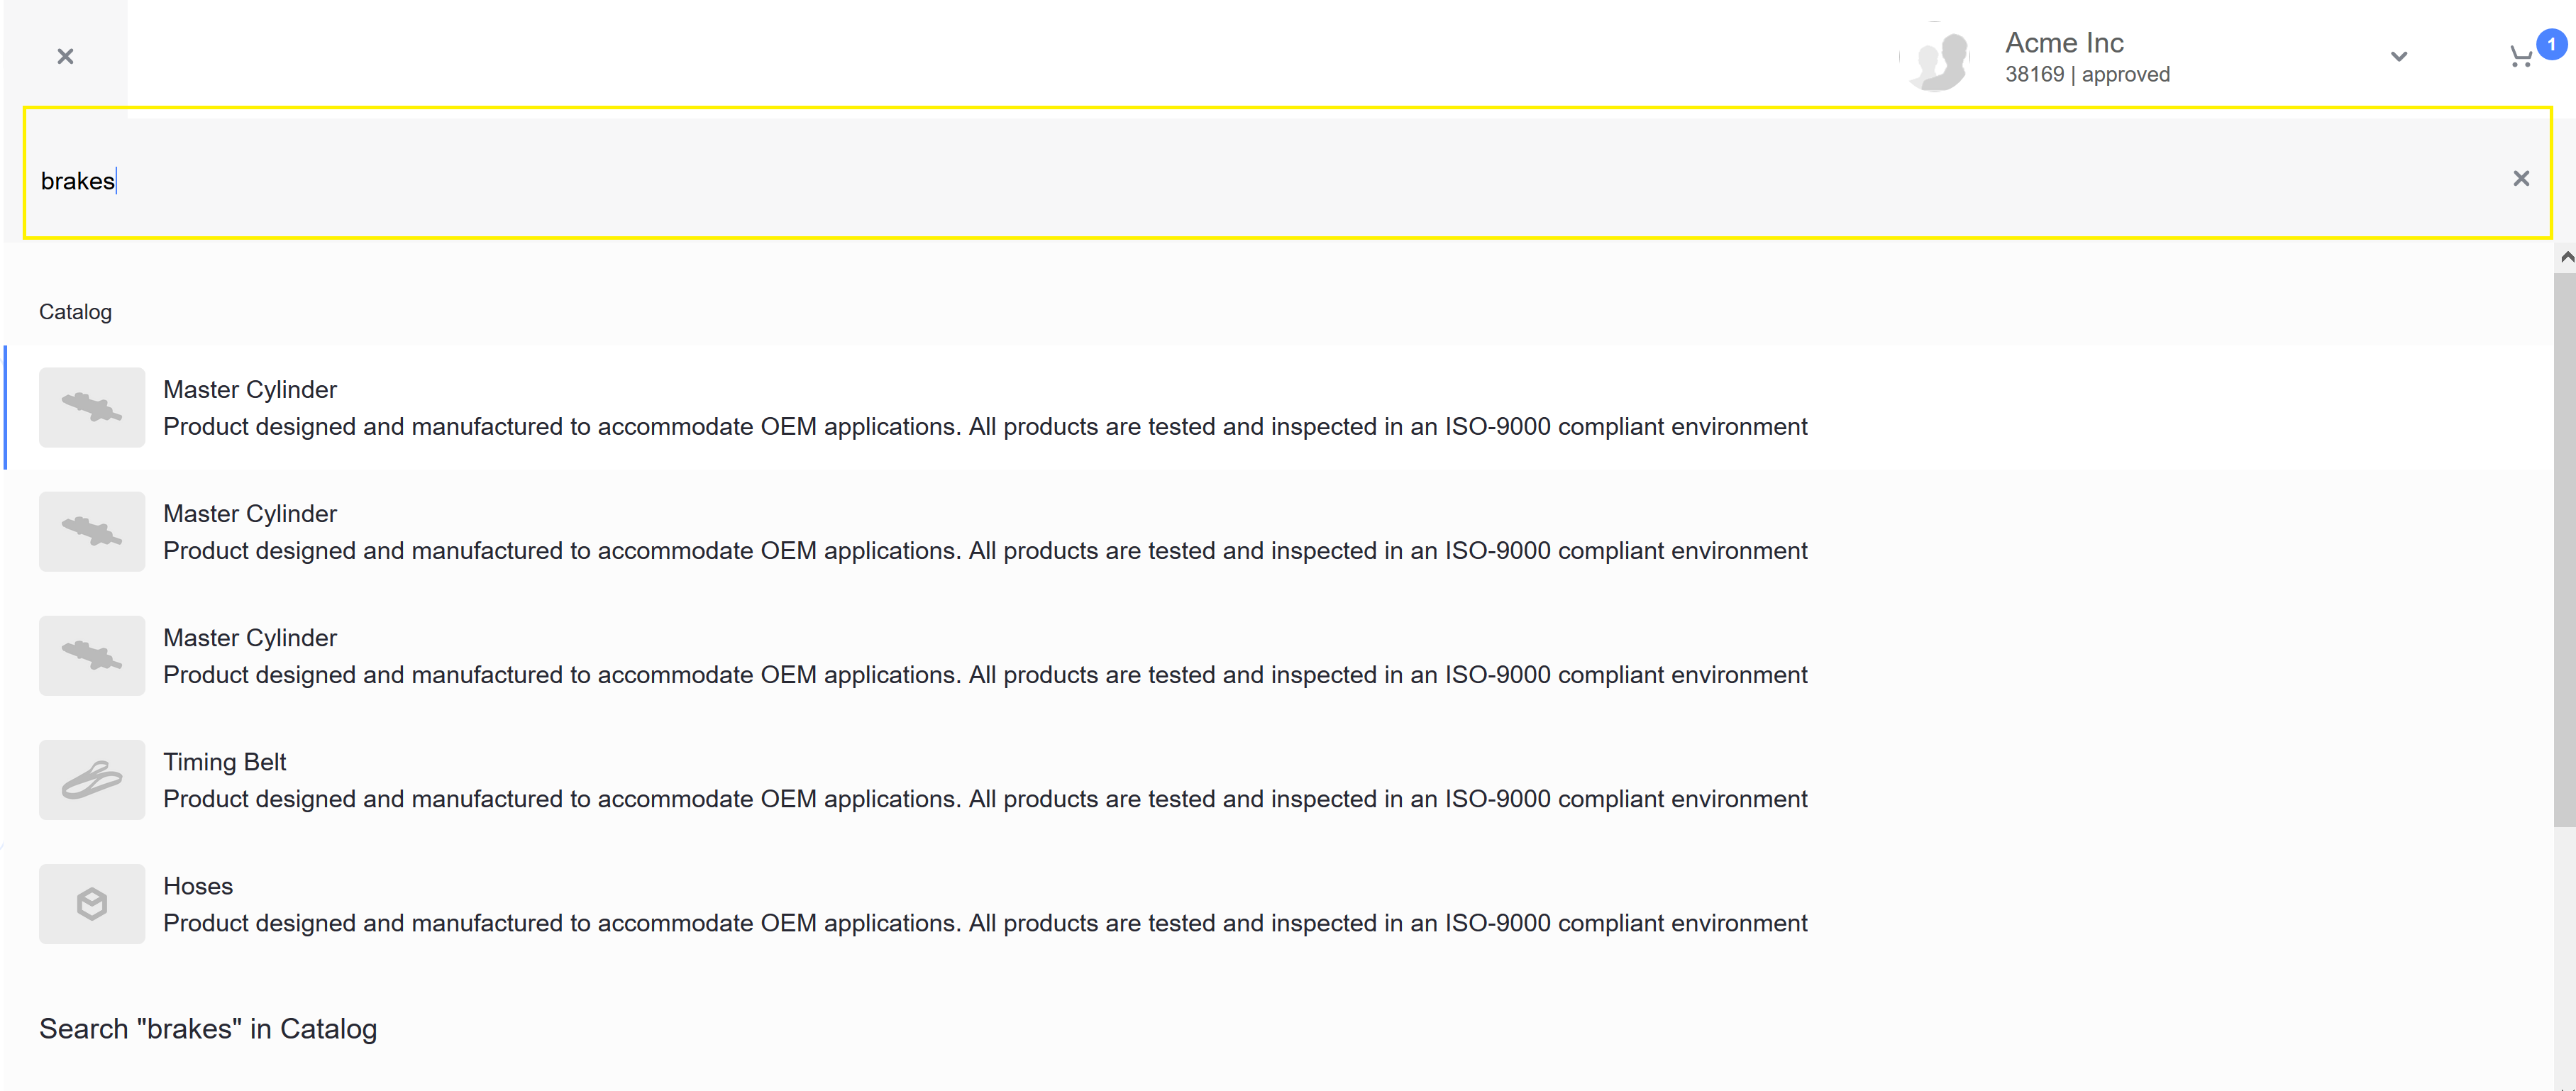 Acme Inc
38169 | approved
1
brakes
Catalog
Master Cylinder
Product designed and manufactured to accommodate OEM applications. All products are tested and inspected in an ISO-9000 compliant environment
Master Cylinder
Product designed and manufactured to accommodate OEM applications. All products are tested and inspected in an ISO-9000 compliant environment
Master Cylinder
Product designed and manufactured to accommodate OEM applications. All products are tested and inspected in an ISO-9000 compliant environment
Timing Belt
Product designed and manufactured to accommodate OEM applications. All products are tested and inspected in an ISO-9000 compliant environment
Hoses
Product designed and manufactured to accommodate OEM applications. All products are tested and inspected in an ISO-9000 compliant environment
Search "brakes" in Catalog